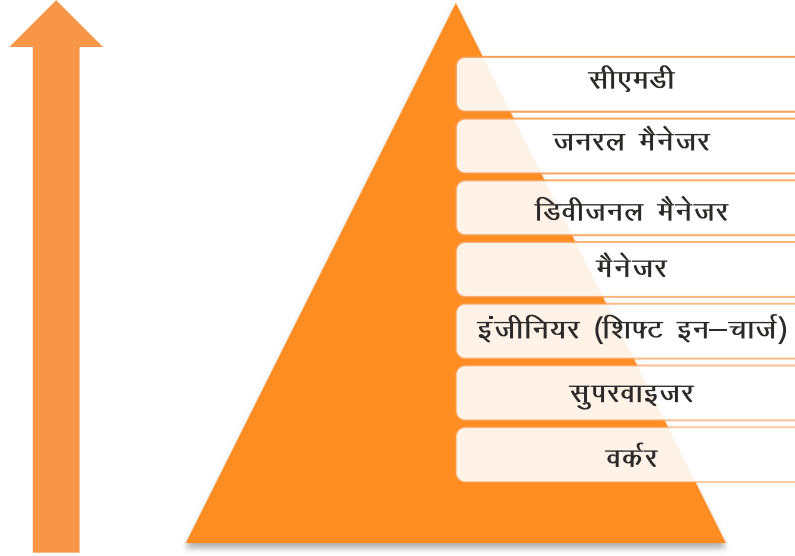 सीएमडी
जनरल मैनेजर
डिवीजनल मैनेजर
मैनेजर
इंजीनियर (शिफ्ट इन–चार्ज)
सुपरवाइजर
वर्कर